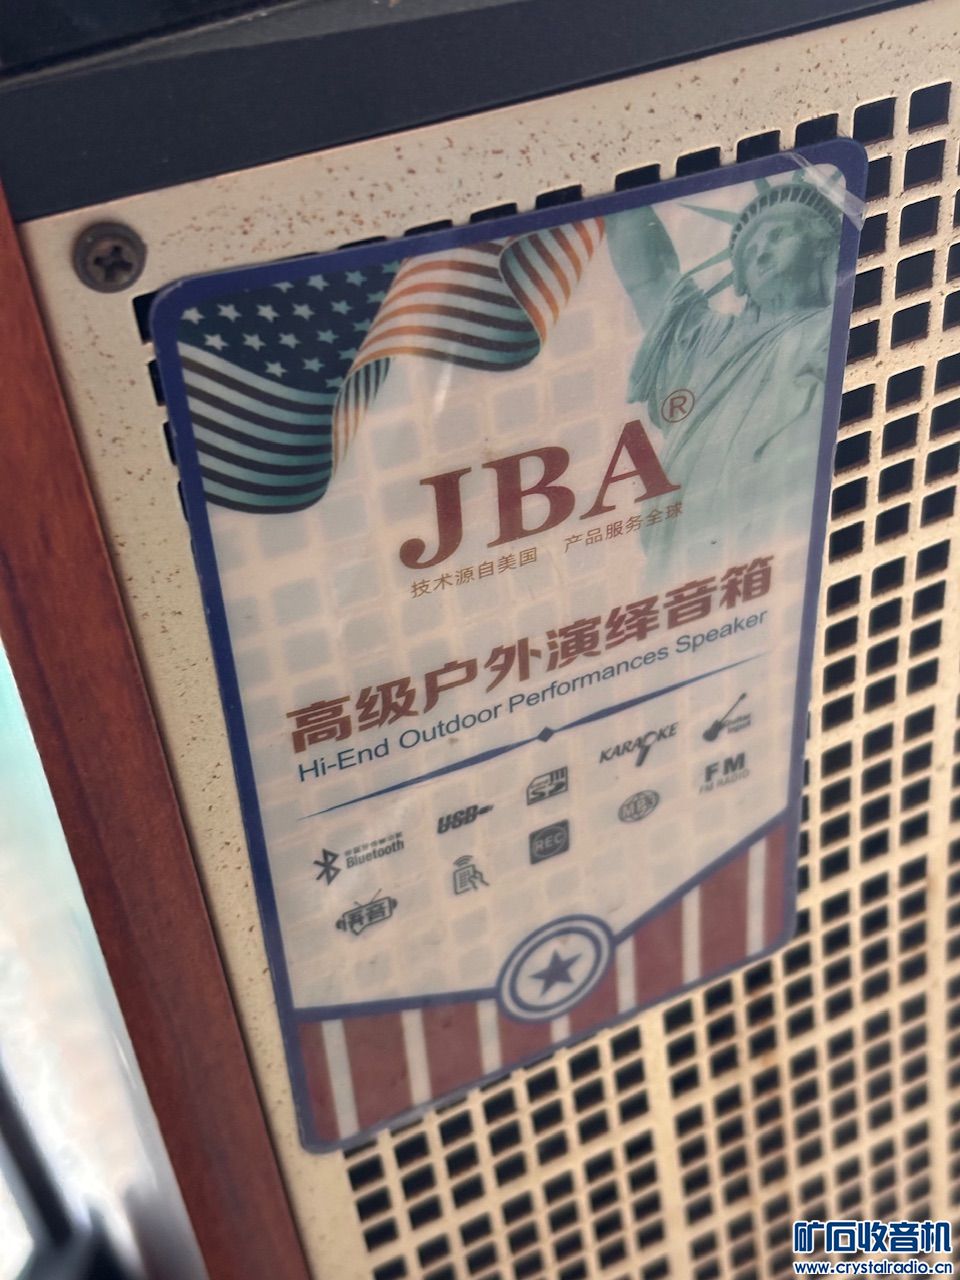 JBA®
技术源自美国 产品服务全球
高级户外演绎音箱
Hi-End Outdoor Performances Speaker
Bluetooth
USB
SD
KARAOKE
REC
FM
FM RADIO
矿石收音机
www.crystalradio.cn